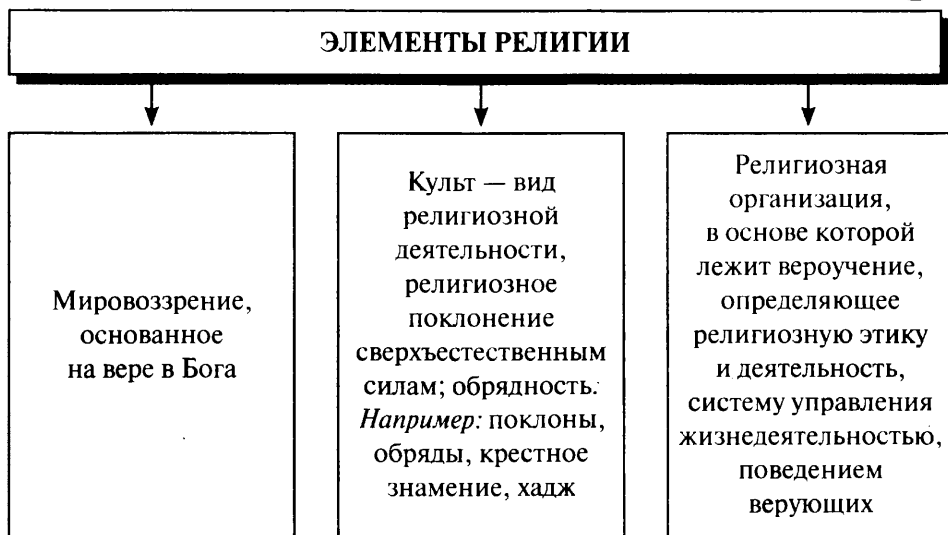 ЭЛЕМЕНТЫ РЕЛИГИИ
Мировоззрение,
основанное
на вере в Бога
Культ — вид
религиозной
деятельности,
религиозное
поклонение
сверхъестественным
силам; обрядность.
Например: поклоны,
обряды, крестное
знамение, хадж
Религиозная
организация,
в основе которой
лежит вероучение,
определяющее
религиозную этику
и деятельность,
систему управления
жизнедеятельностью,
поведением
верующих